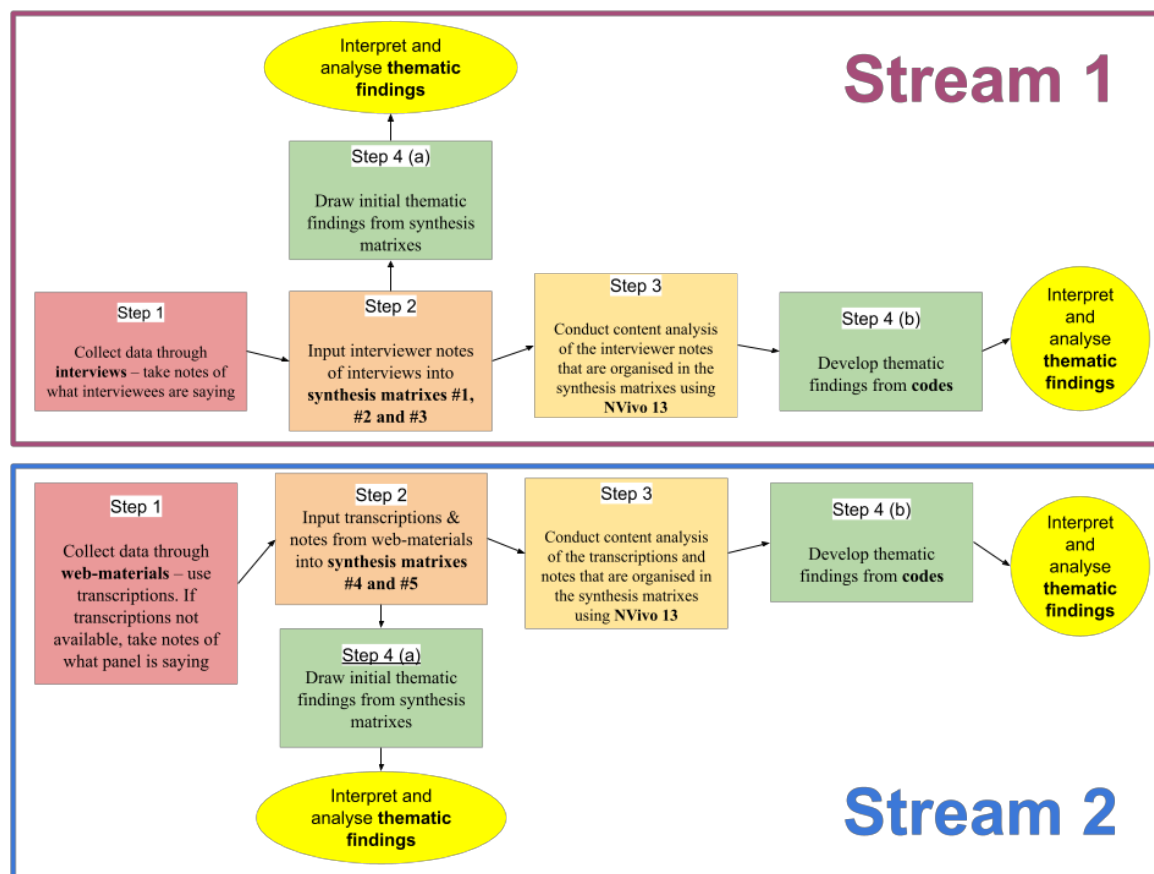 Stream 1
Interpret and
analyse thematic
findings
Step 4 (a)
Draw initial thematic
findings from synthesis
matrixes
Step 1
Collect data through
interviews – take notes of
what interviewees are saying
Step 2
Input interviewer notes
of interviews into
synthesis matrixes #1,
#2 and #3
Step 3
Conduct content analysis
of the interviewer notes
that are organised in the
synthesis matrixes using
NVivo 13
Step 4 (b)
Develop thematic
findings from codes
Interpret
and
analyse
thematic
findings
Step 1
Collect data through
web-materials – use
transcriptions. If
transcriptions not
available, take notes of
what panel is saying
Step 2
Input transcriptions &
notes from web-materials
into synthesis matrixes
#4 and #5
Step 3
Conduct content analysis
of the transcriptions and
notes that are organised in
the synthesis matrixes
using NVivo 13
Step 4 (b)
Develop thematic
findings from codes
Interpret
and
analyse
thematic
findings
Step 4 (a)
Draw initial thematic
findings from synthesis
matrixes
Interpret and
analyse thematic
findings
Stream 2